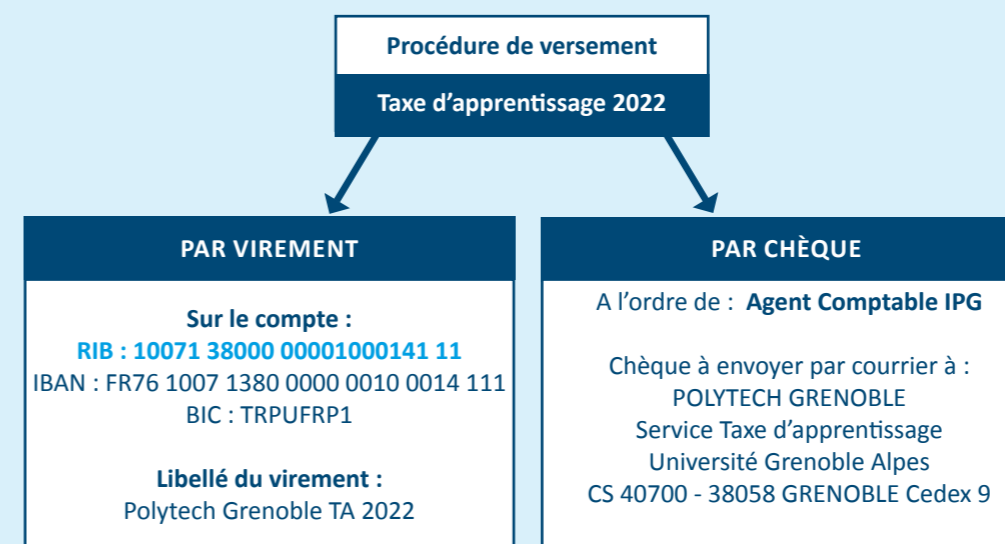 Procédure de versement
Taxe d’apprentissage 2022
PAR VIREMENT
Sur le compte :
RIB : 10071 38000 00001000141 11
IBAN : FR76 1007 1380 0000 0010 0014 111
BIC : TRPUFRP1
Libellé du virement :
Polytech Grenoble TA 2022
PAR CHÈQUE
A l’ordre de : Agent Comptable IPG
Chèque à envoyer par courrier à :
POLYTECH GRENOBLE
Service Taxe d’apprentissage
Université Grenoble Alpes
CS 40700 - 38058 GRENOBLE Cedex 9